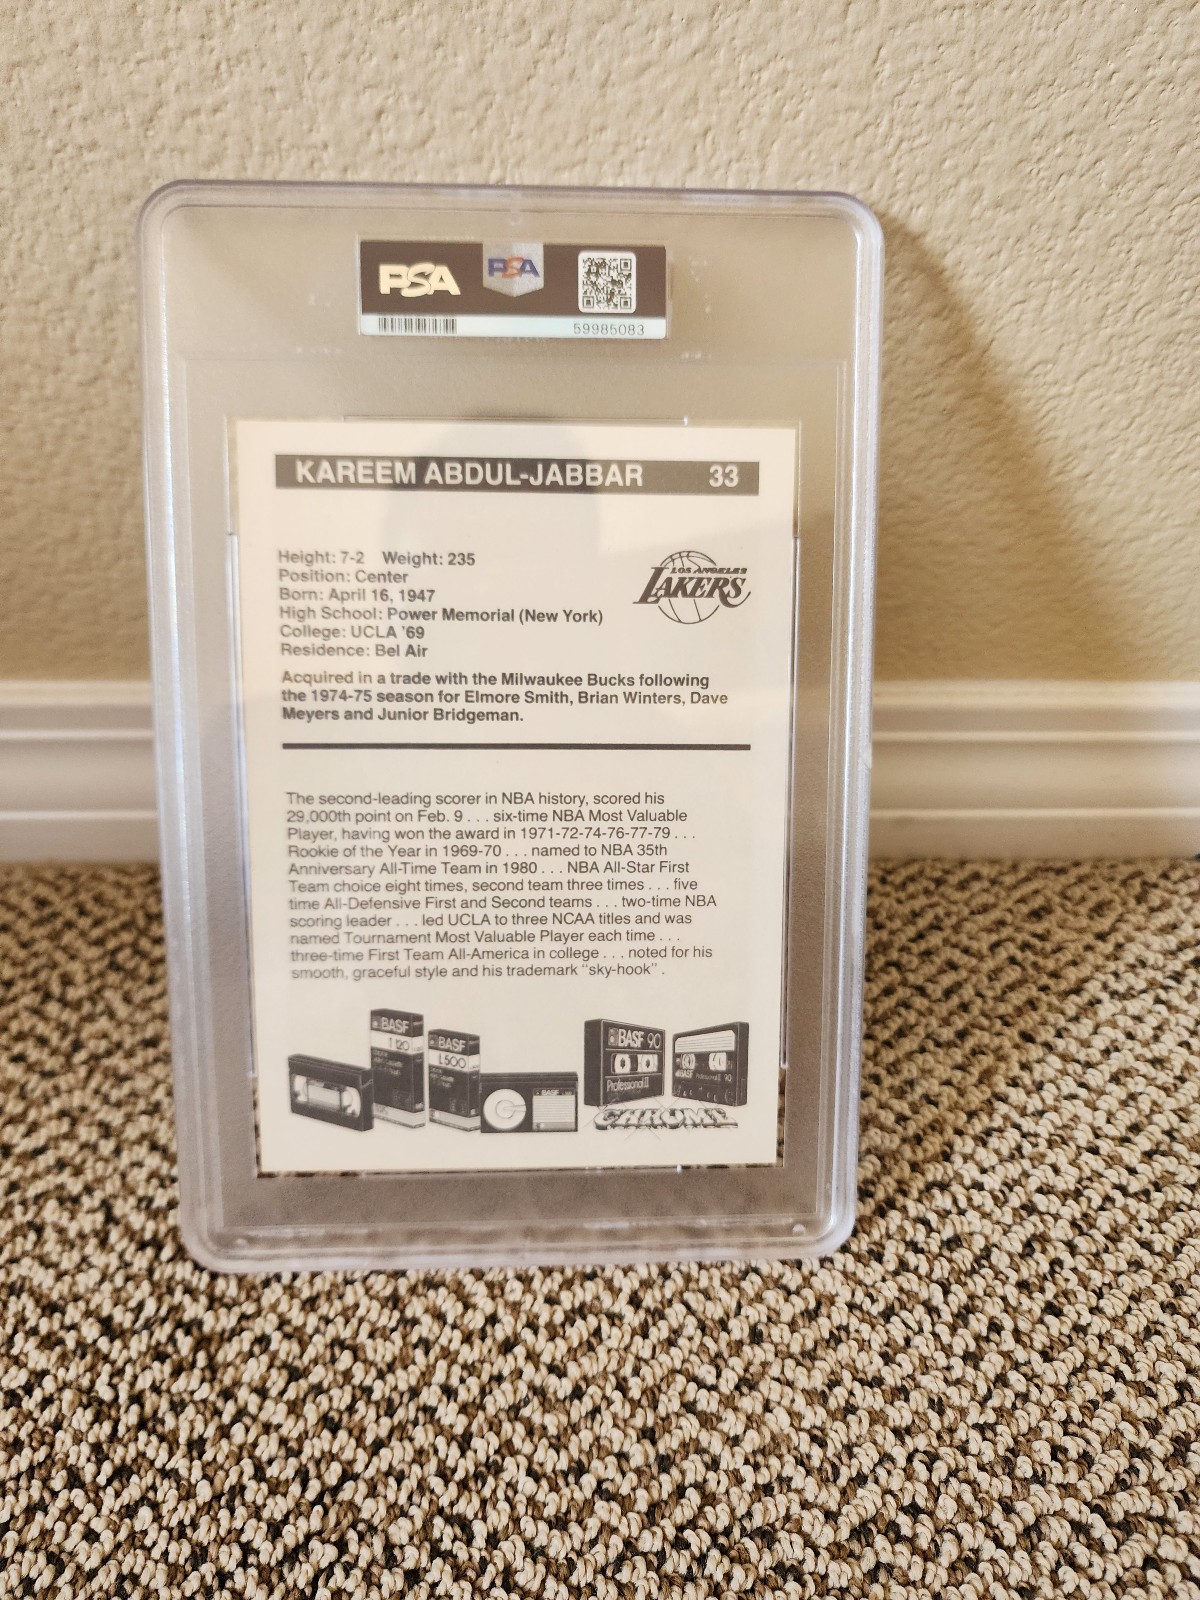 PSA
PSA
59985083
KAREEM ABDUL-JABBAR 33
Height: 7-2 Weight: 235
Position: Center
Born: April 16, 1947
High School: Power Memorial (New York)
College: UCLA '69
Residence: Bel Air
LOS ANGELES
LAKERS
Acquired in a trade with the Milwaukee Bucks following
the 1974-75 season for Elmore Smith, Brian Winters, Dave
Meyers and Junior Bridgeman.
The second-leading scorer in NBA history, scored his
29,000th point on Feb. 9 . . . six-time NBA Most Valuable
Player, having won the award in 1971-72-74-76-77-79 . . .
Rookie of the Year in 1969-70 . . . named to NBA 35th
Anniversary All-Time Team in 1980 . . . NBA All-Star First
Team choice eight times, second team three times . . . five
time All-Defensive First and Second teams . . . two-time NBA
scoring leader . . . led UCLA to three NCAA titles and was
named Tournament Most Valuable Player each time . . .
three-time First Team All-America in college . . . noted for his
smooth, graceful style and his trademark "sky-hook" .
BASF
T 120
BASF
L500
BASF
BASF 90
Professional II
BASF Professional II 90
CHROME